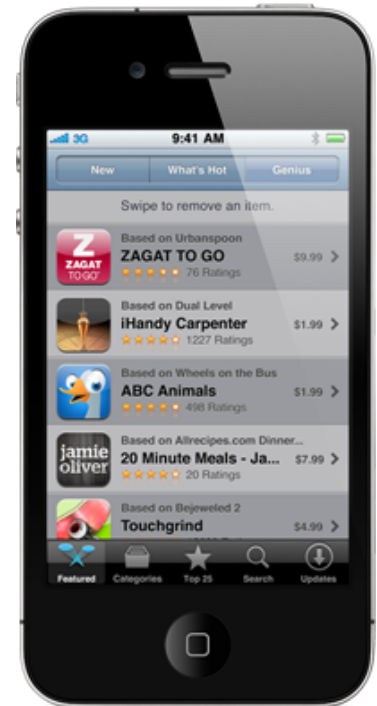 3G 9:41 AM
New What's Hot Genius
Swipe to remove an item.
Z
ZAGAT
TO GO
Based on Urbanspoon
ZAGAT TO GO $9.99
76 Ratings
Based on Dual Level
iHandy Carpenter $1.99
1227 Ratings
Based on Wheels on the Bus
ABC Animals $1.99
498 Ratings
jamie
oliver
Based on Allrecipes.com Dinner...
20 Minute Meals - Ja... $7.99
20 Ratings
Based on Bejeweled 2
Touchgrind $4.99
Featured Categories Top 25 Search Updates